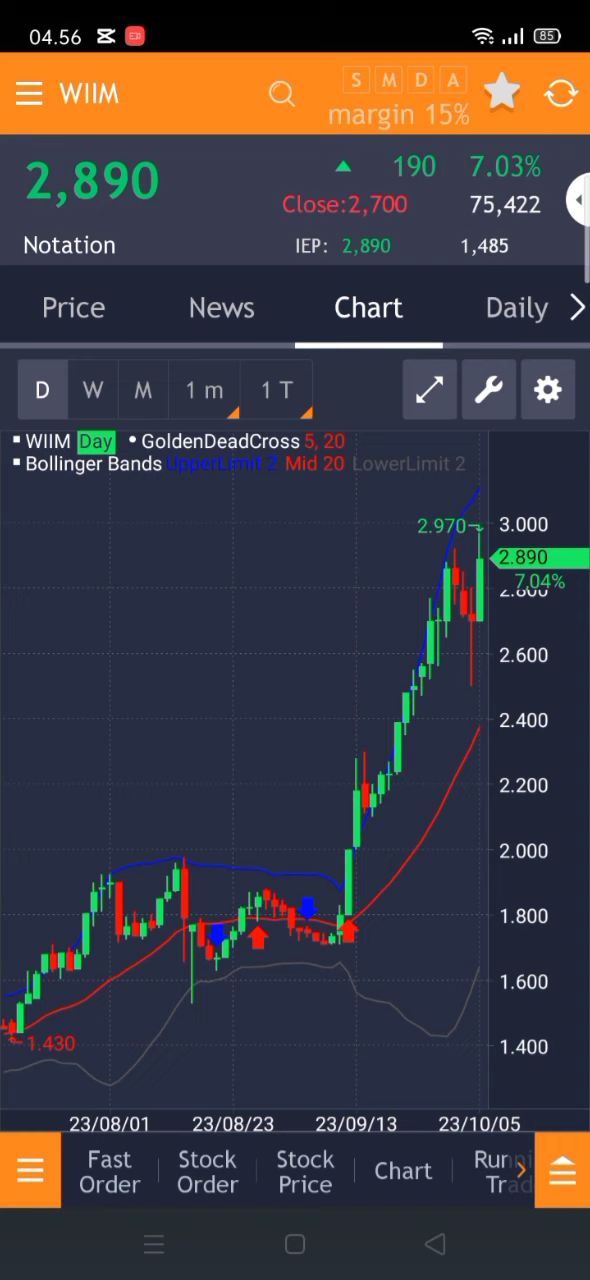 04.56 85
WIIM S M D A
margin 15%
2,890 ▲ 190 7.03%
Close:2,700 75,422
Notation IEP: 2,890 1,485
Price News Chart Daily
D W M 1 m 1 T
WIIM Day GoldenDeadCross 5, 20
Bollinger Bands UpperLimit 2 Mid 20 LowerLimit 2
2.970 3.000
2.890
7,04%
2.800
2.600
2.400
2.200
2.000
1.800
1.600
1.430 1.400
23/08/01 23/08/23 23/09/13 23/10/05
Fast Order Stock Order Stock Price Chart